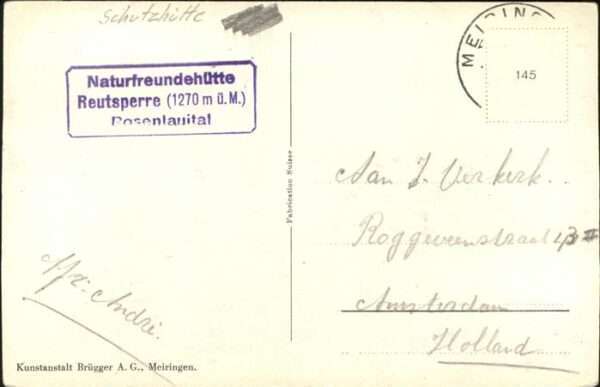 Schutzhütte
Naturfreundehütte
Reutsperre (1270 m ü. M.)
Rosenlauital
MEIRING
145
Fabrication Suisse
Aan J. Verkerk.
Roggeveenstraat 13 II
Amsterdam
Holland
Afz: André.
Kunstanstalt Brügger A. G., Meiringen.